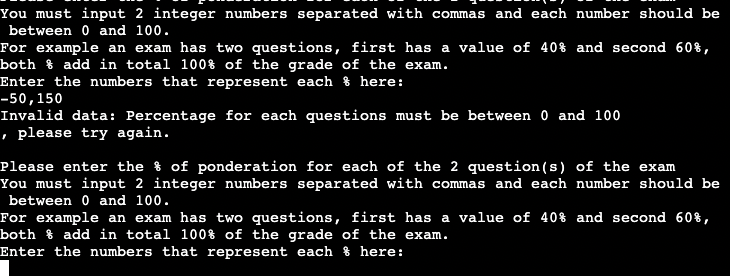 You must input 2 integer numbers separated with commas and each number should be
between 0 and 100.
For example an exam has two questions, first has a value of 40% and second 60%,
both % add in total 100% of the grade of the exam.
Enter the numbers that represent each % here:
-50,150
Invalid data: Percentage for each questions must be between 0 and 100
, please try again.
Please enter the % of ponderation for each of the 2 question(s) of the exam
You must input 2 integer numbers separated with commas and each number should be
between 0 and 100.
For example an exam has two questions, first has a value of 40% and second 60%,
both % add in total 100% of the grade of the exam.
Enter the numbers that represent each % here: